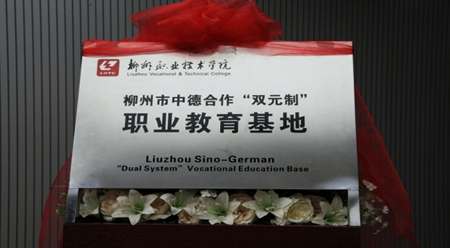 柳州职业技术学院
Liuzhou Vocational & Technical College
LVTC
柳州市中德合作“双元制”
职业教育基地
Liuzhou Sino-German
"Dual System" Vocational Education Base